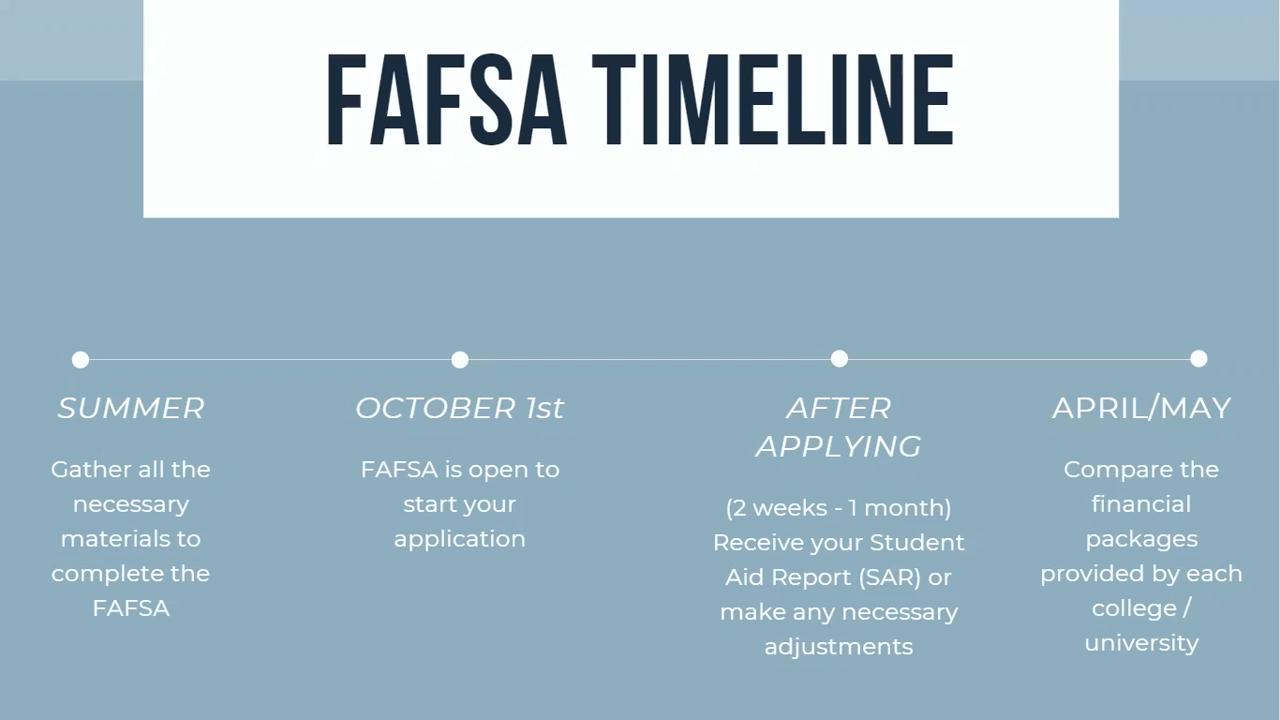 FAFSA TIMELINE
SUMMER
Gather all the
necessary
materials to
complete the
FAFSA
OCTOBER 1st
FAFSA is open to
start your
application
AFTER
APPLYING
(2 weeks - 1 month)
Receive your Student
Aid Report (SAR) or
make any necessary
adjustments
APRIL/MAY
Compare the
financial
packages
provided by each
college /
university